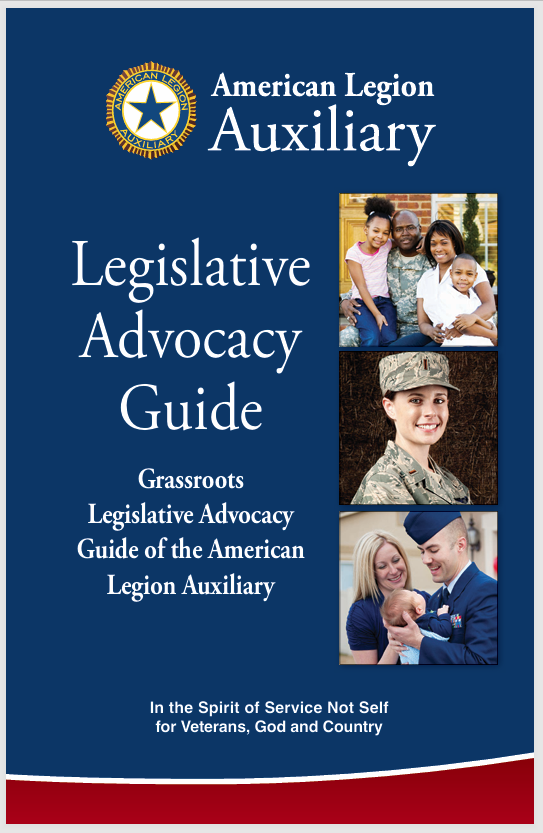 AMERICAN LEGION
AUXILIARY
American Legion
Auxiliary
Legislative
Advocacy
Guide
Grassroots
Legislative Advocacy
Guide of the American
Legion Auxiliary
In the Spirit of Service Not Self
for Veterans, God and Country